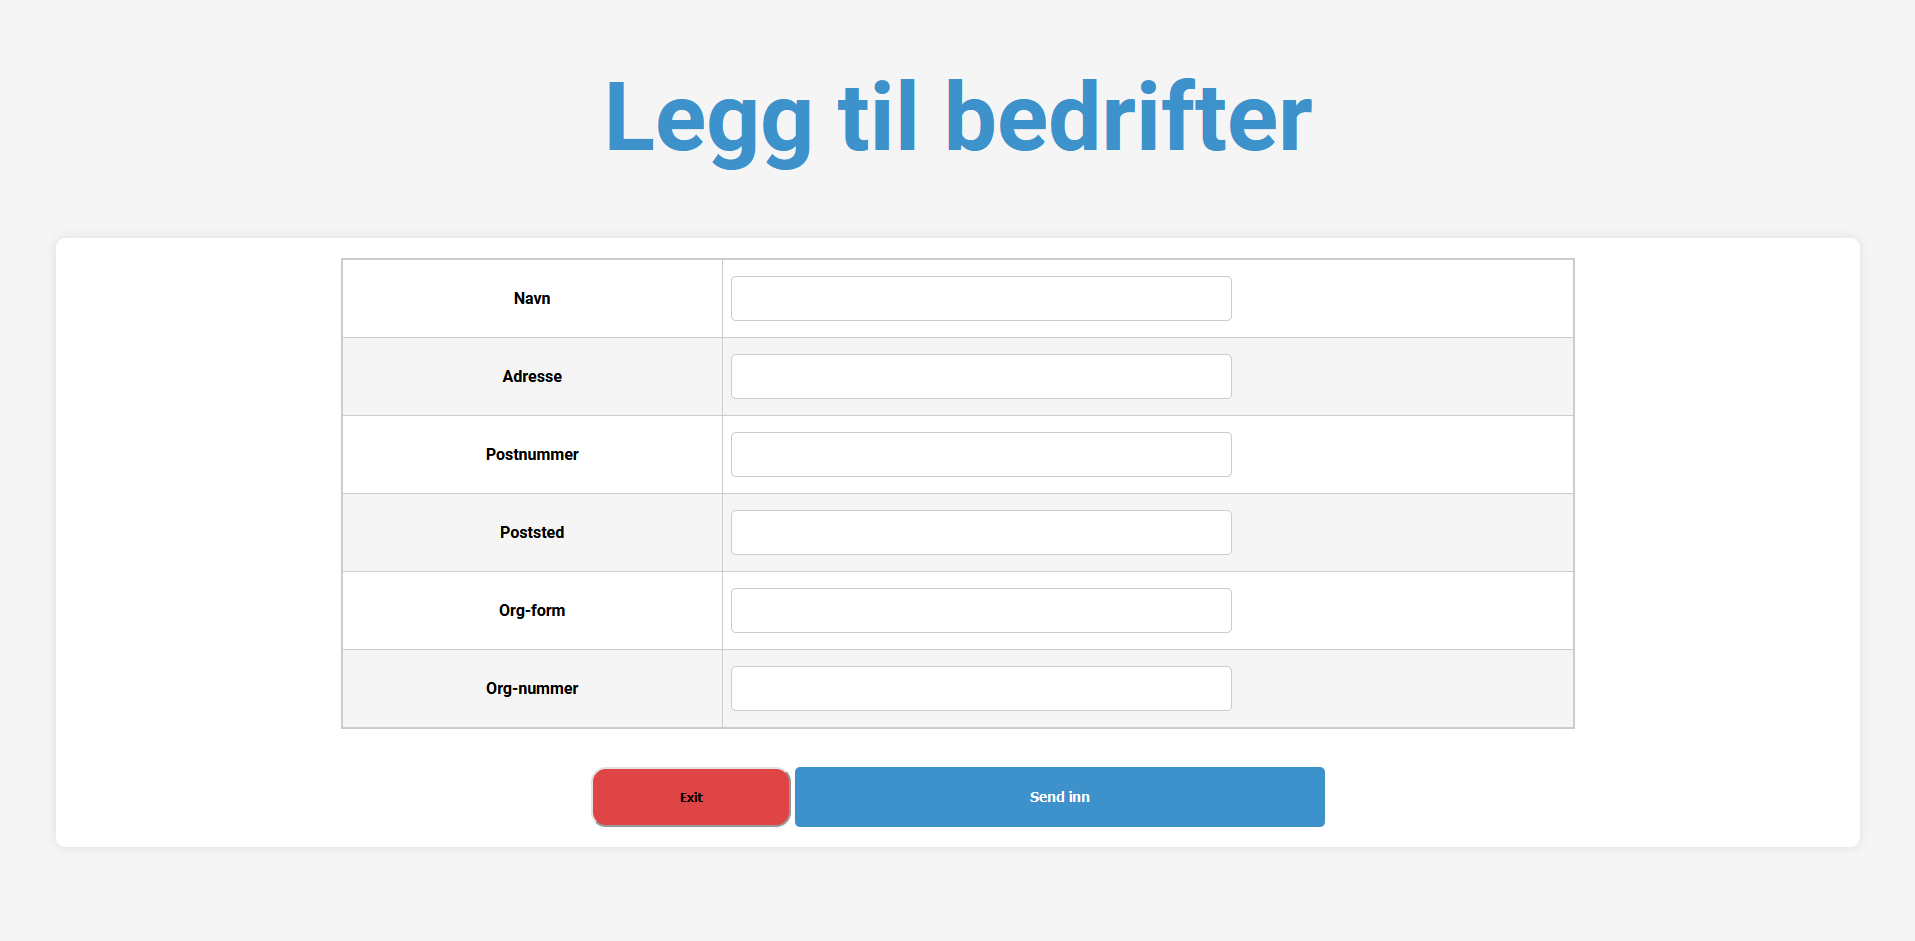 Legg til bedrifter
Navn
Adresse
Postnummer
Poststed
Org-form
Org-nummer
Exit
Send inn